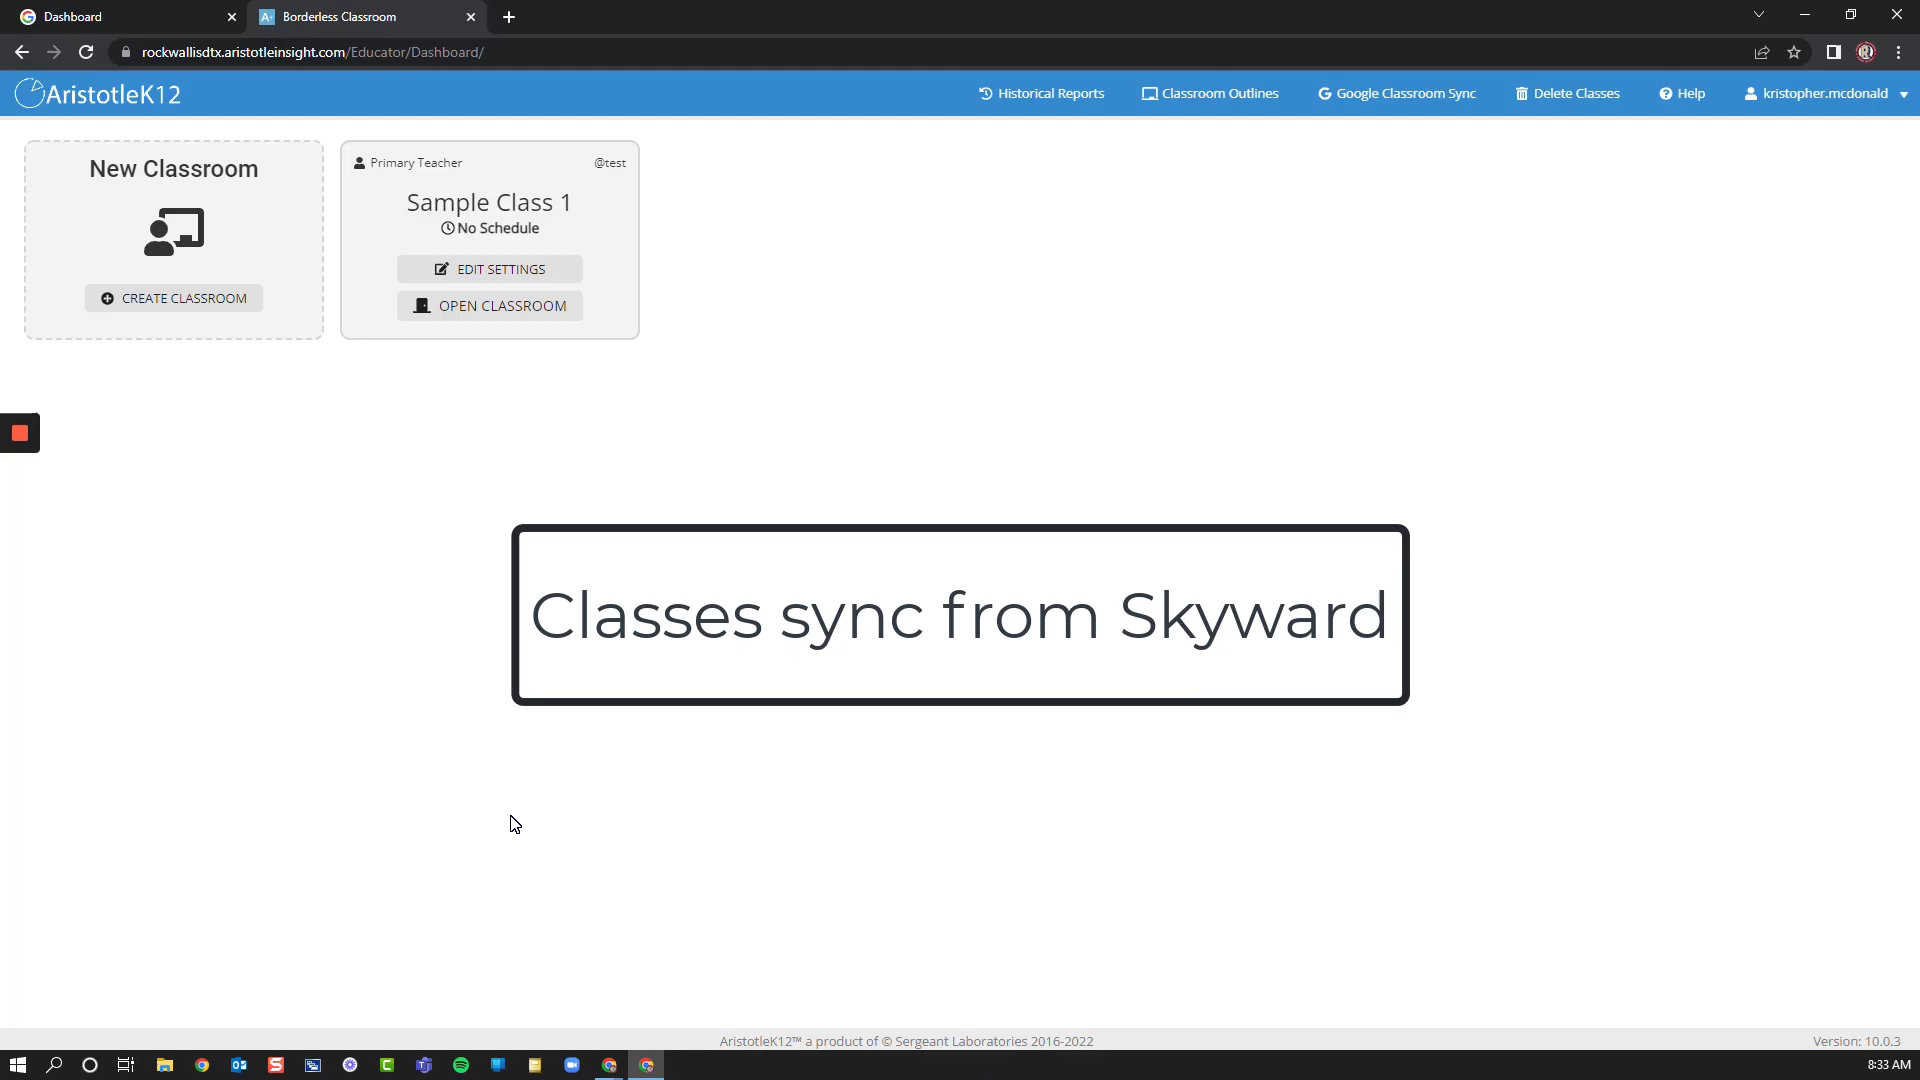 Dashboard
Borderless Classroom
rockwallisdtx.aristotleinsight.com/Educator/Dashboard/
AristotleK12
Historical Reports
Classroom Outlines
Google Classroom Sync
Delete Classes
Help
kristopher.mcdonald
New Classroom
CREATE CLASSROOM
Primary Teacher
@test
Sample Class 1
No Schedule
EDIT SETTINGS
OPEN CLASSROOM
Classes sync from Skyward
AristotleK12™ a product of © Sergeant Laboratories 2016-2022
Version: 10.0.3
8:33 AM